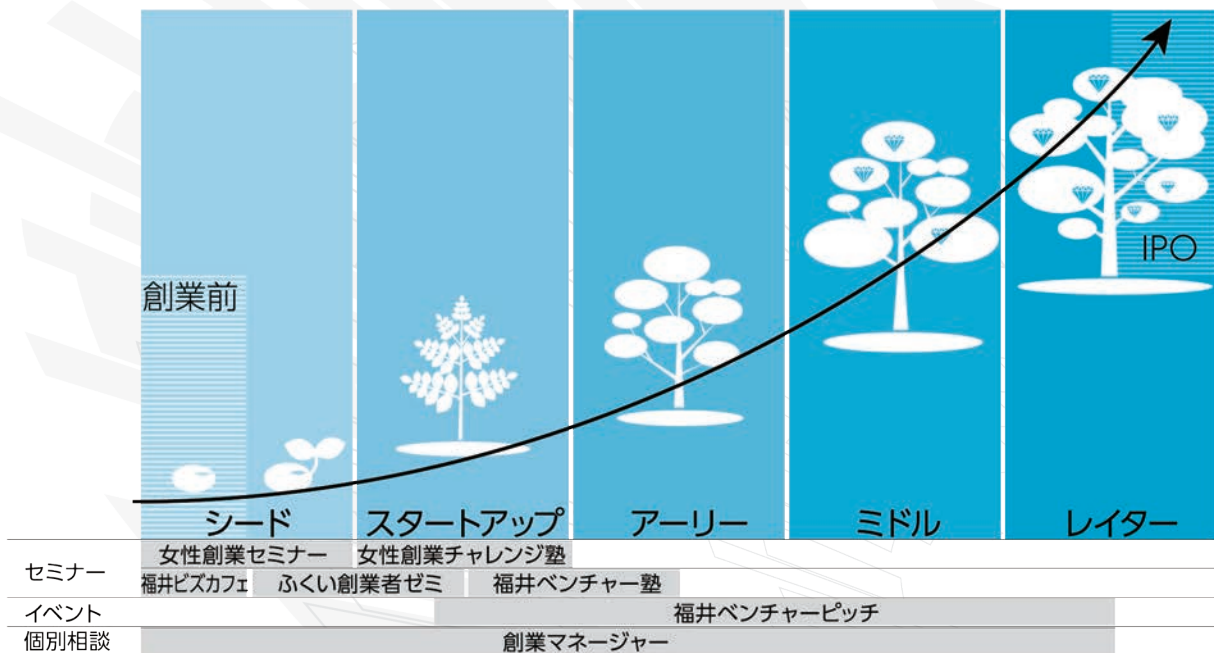 創業前
IPO
シード
スタートアップ
アーリー
ミドル
レイター
セミナー
女性創業セミナー
女性創業チャレンジ塾
福井ビズカフェ
ふくい創業者ゼミ
福井ベンチャー塾
イベント
福井ベンチャーピッチ
個別相談
創業マネージャー